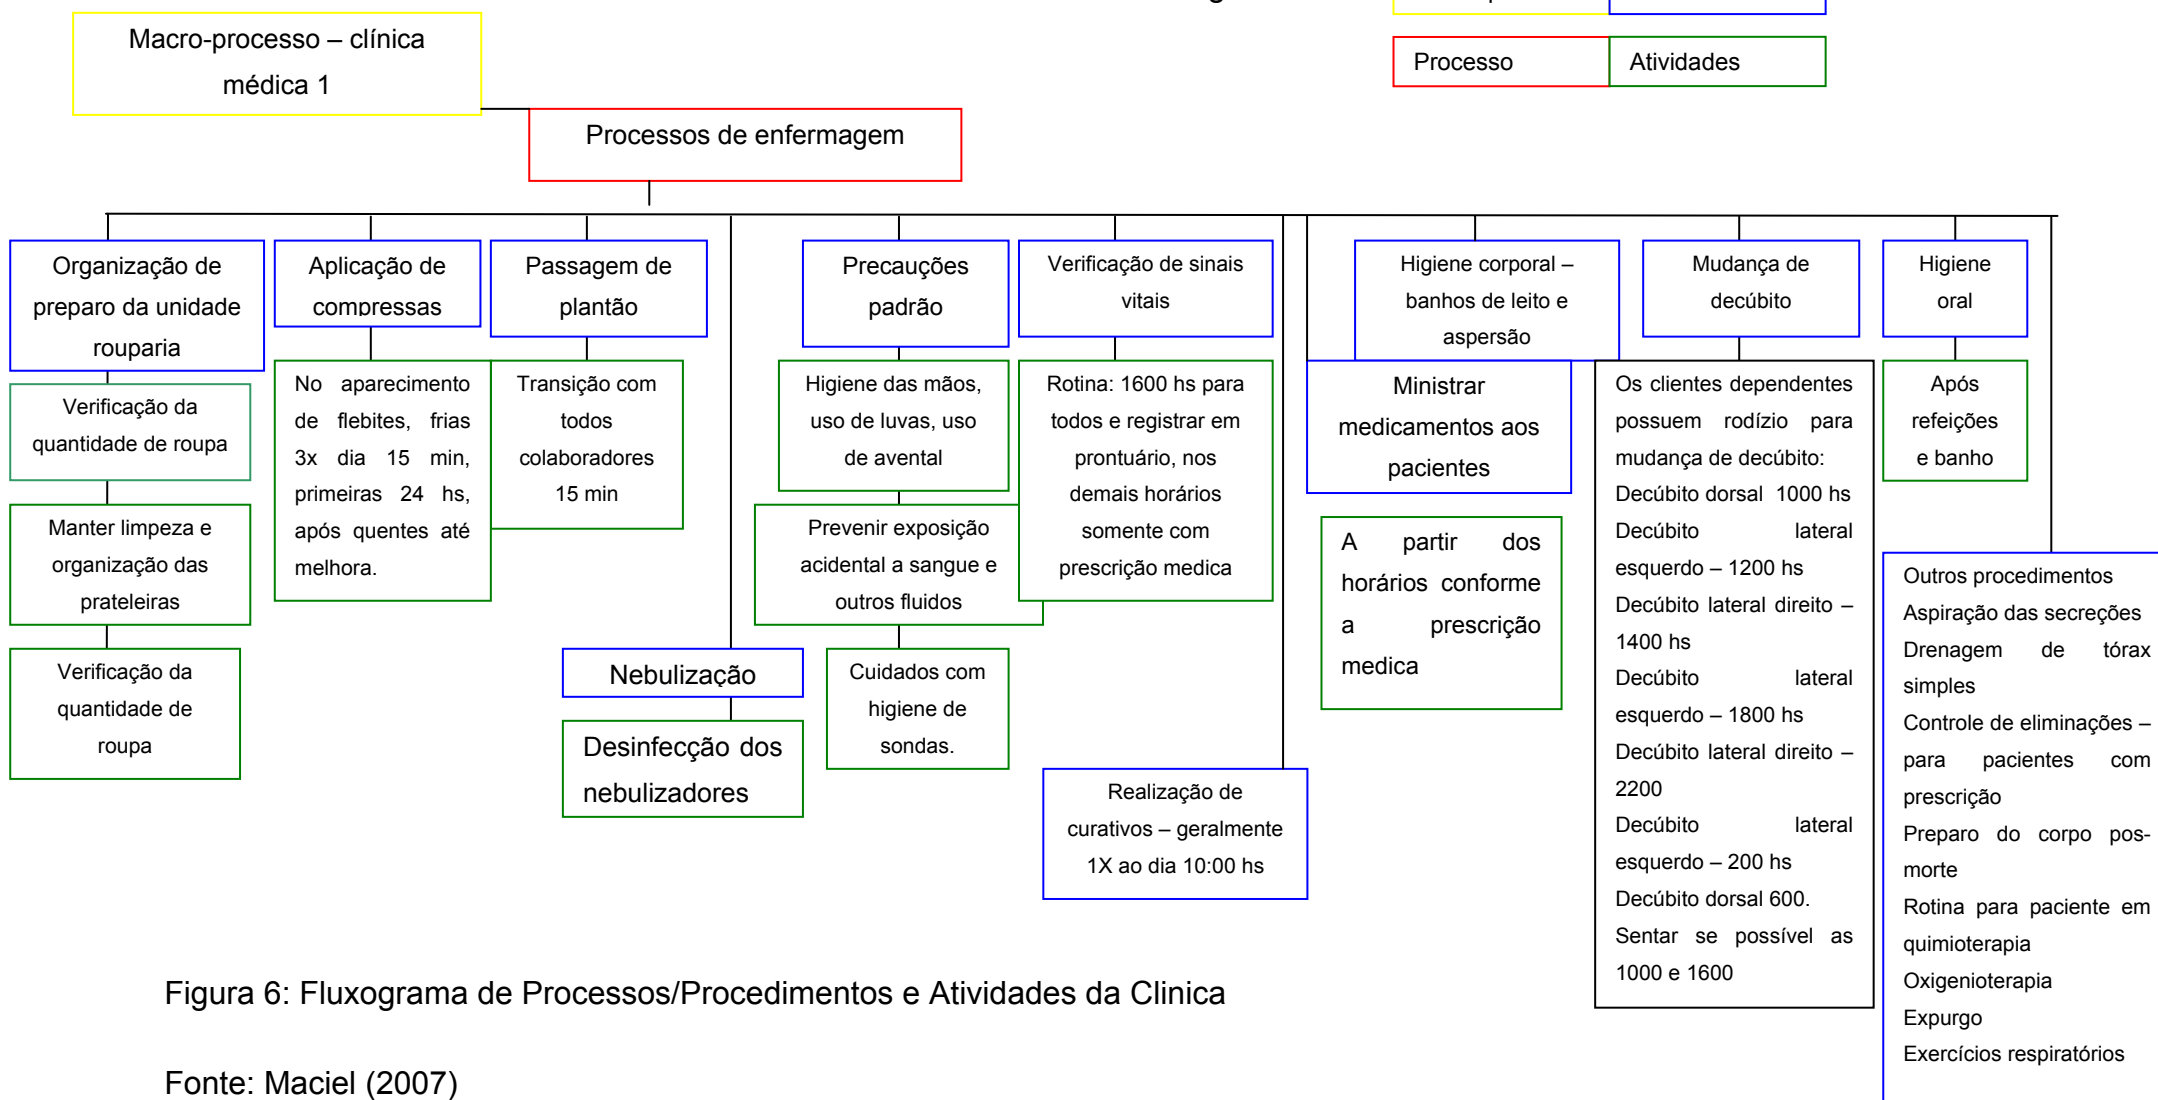 Macro-processo – clínica
médica 1
Processo
Atividades
Processos de enfermagem
Organização de
preparo da unidade
rouparia
Verificação da
quantidade de roupa
Manter limpeza e
organização das
prateleiras
Verificação da
quantidade de
roupa
Aplicação de
compressas
No aparecimento
de flebites, frias
3x dia 15 min,
primeiras 24 hs,
após quentes até
melhora.
Passagem de
plantão
Transição com
todos
colaboradores
15 min
Nebulização
Desinfecção dos
nebulizadores
Precauções
padrão
Higiene das mãos,
uso de luvas, uso
de avental
Prevenir exposição
acidental a sangue e
outros fluidos
Cuidados com
higiene de
sondas.
Verificação de sinais
vitais
Rotina: 1600 hs para
todos e registrar em
prontuário, nos
demais horários
somente com
prescrição medica
Realização de
curativos – geralmente
1X ao dia 10:00 hs
Higiene corporal –
banhos de leito e
aspersão
Ministrar
medicamentos aos
pacientes
A partir dos
horários conforme
a prescrição
medica
Mudança de
decúbito
Os clientes dependentes
possuem rodízio para
mudança de decúbito:
Decúbito dorsal 1000 hs
Decúbito lateral
esquerdo – 1200 hs
Decúbito lateral direito –
1400 hs
Decúbito lateral
esquerdo – 1800 hs
Decúbito lateral direito –
2200
Decúbito lateral
esquerdo – 200 hs
Decúbito dorsal 600.
Sentar se possível as
1000 e 1600
Higiene
oral
Após
refeições
e banho
Outros procedimentos
Aspiração das secreções
Drenagem de tórax
simples
Controle de eliminações –
para pacientes com
prescrição
Preparo do corpo pos-
morte
Rotina para paciente em
quimioterapia
Oxigenioterapia
Expurgo
Exercícios respiratórios
Figura 6: Fluxograma de Processos/Procedimentos e Atividades da Clinica
Fonte: Maciel (2007)